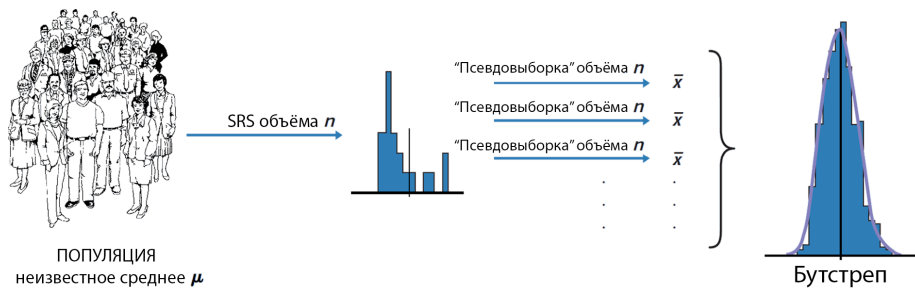 SRS объёма n
“Псевдовыборка” объёма n
x̄
“Псевдовыборка” объёма n
x̄
“Псевдовыборка” объёма n
x̄
ПОПУЛЯЦИЯ
неизвестное среднее μ
Бутстреп